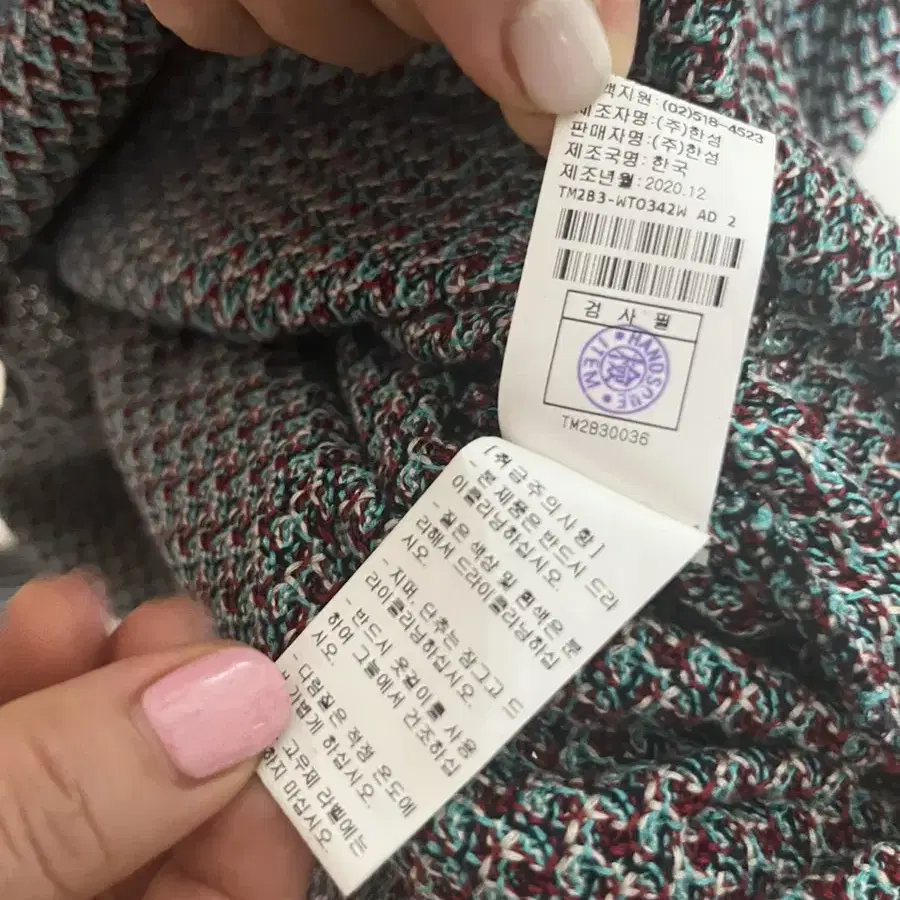 객지원:(02)518-4523
제조자명:(주)한섬
판매자명:(주)한섬
제조국명:한국
제조년월:2020.12
TM2B3-WTO342W AD 2
검 사 필
HANDSOME
ITEM
TM2B30036
[취급주의사항]
- 본 제품은 반드시 드라
이클리닝하십시오.
- 짙은 색상 및 흰색은 분
리해서 드라이클리닝하십
시오.
- 지퍼, 단추는 잠그고 드
라이클리닝하십시오.
- 반드시 옷걸이를 사용
하여 그늘에서 건조하십
시오.
- 다림질은 적정 온도에
가볍게 하십시오.
고무제 라벨에는
하지 마십시오.